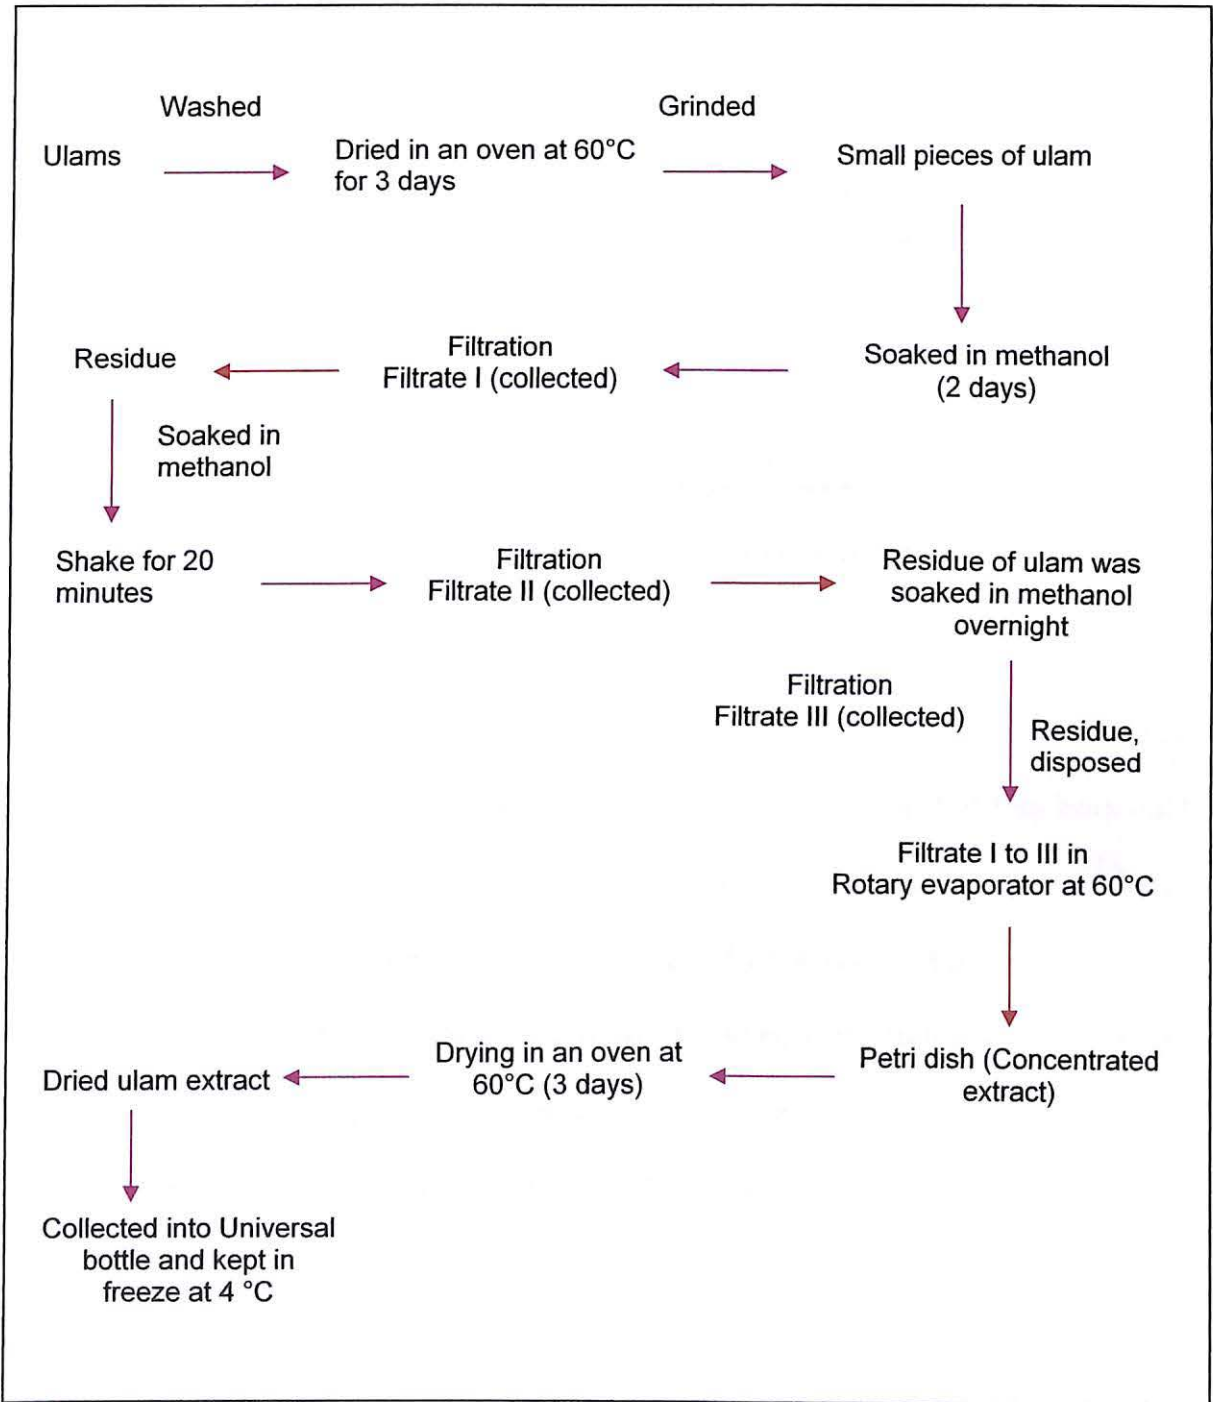 Washed
Grinded
Ulams
Dried in an oven at 60°C
for 3 days
Small pieces of ulam
Soaked in methanol
(2 days)
Filtration
Filtrate I (collected)
Residue
Soaked in
methanol
Shake for 20
minutes
Filtration
Filtrate II (collected)
Residue of ulam was
soaked in methanol
overnight
Filtration
Filtrate III (collected)
Residue,
disposed
Filtrate I to III in
Rotary evaporator at 60°C
Petri dish (Concentrated
extract)
Drying in an oven at
60°C (3 days)
Dried ulam extract
Collected into Universal
bottle and kept in
freeze at 4 °C